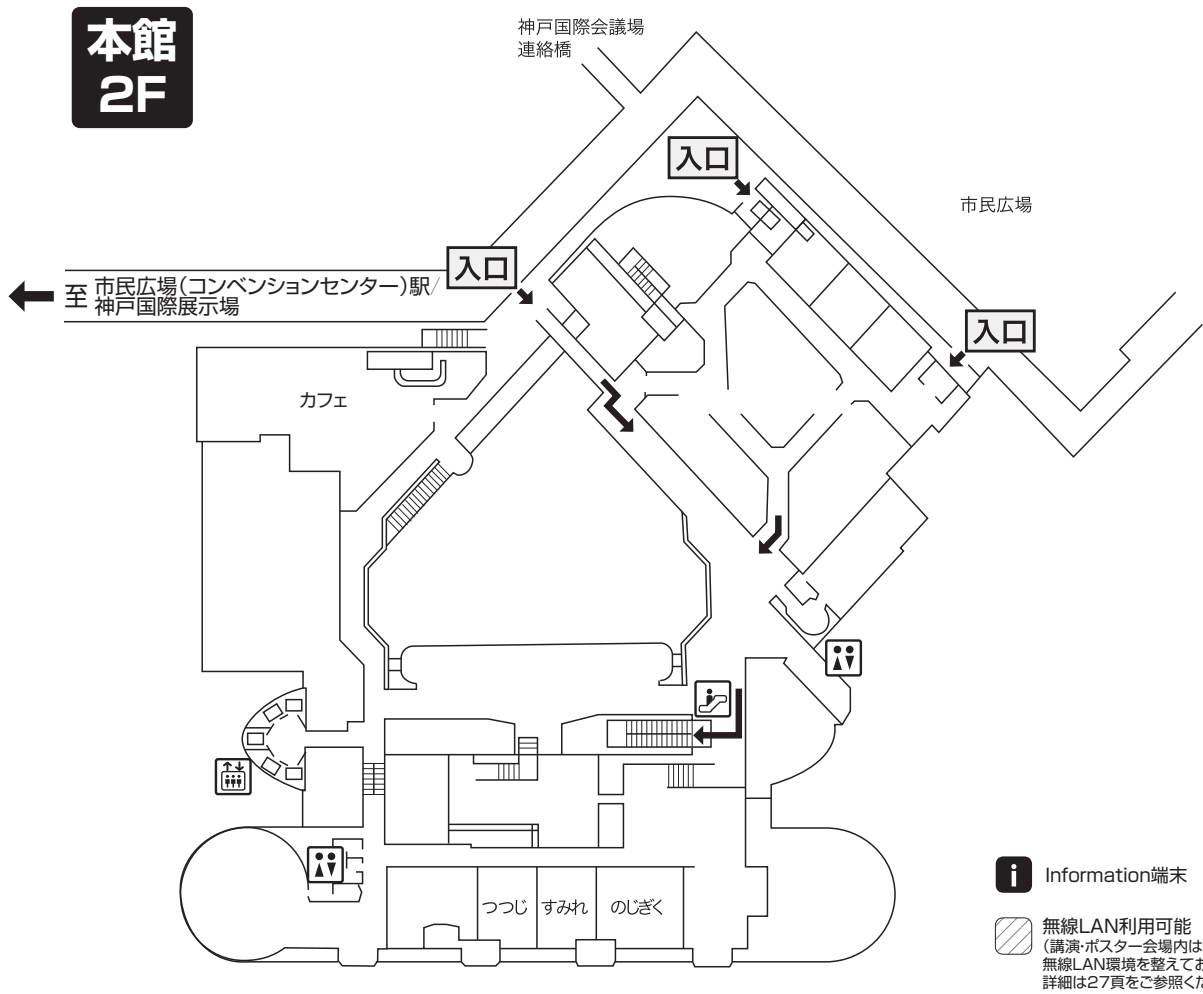 本館
2F
神戸国際会議場
連絡橋
入口
市民広場
入口
至 市民広場(コンベンションセンター)駅/
神戸国際展示場
入口
カフェ
つつじ
すみれ
のじぎく
i Information端末
無線LAN利用可能
(講演・ポスター会場内は
無線LAN環境を整えてお
詳細は27頁をご参照くだ